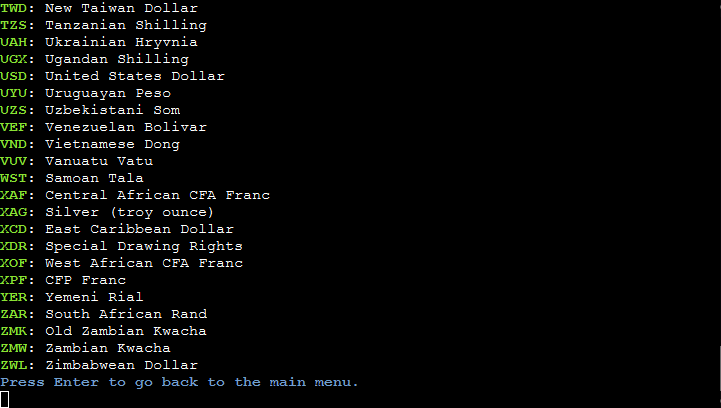 TWD: New Taiwan Dollar
TZS: Tanzanian Shilling
UAH: Ukrainian Hryvnia
UGX: Ugandan Shilling
USD: United States Dollar
UYU: Uruguayan Peso
UZS: Uzbekistani Som
VEF: Venezuelan Bolivar
VND: Vietnamese Dong
VUV: Vanuatu Vatu
WST: Samoan Tala
XAF: Central African CFA Franc
XAG: Silver (troy ounce)
XCD: East Caribbean Dollar
XDR: Special Drawing Rights
XOF: West African CFA Franc
XPF: CFP Franc
YER: Yemeni Rial
ZAR: South African Rand
ZMK: Old Zambian Kwacha
ZMW: Zambian Kwacha
ZWL: Zimbabwean Dollar
Press Enter to go back to the main menu.